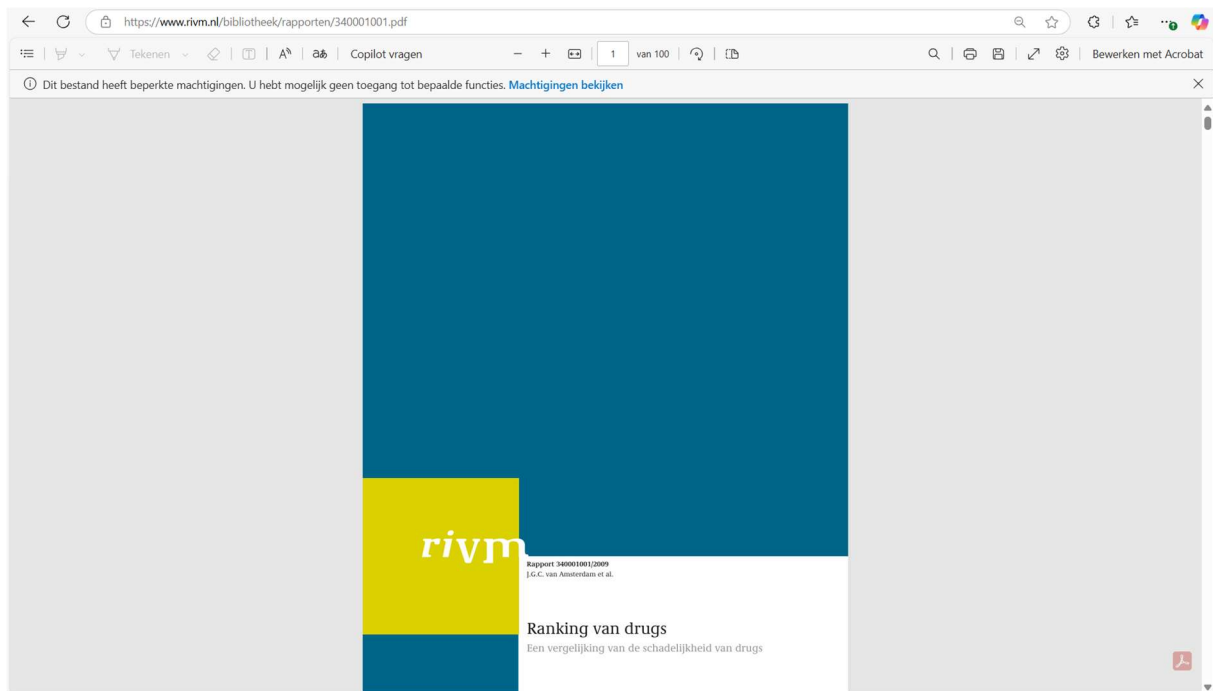 https://www.rivm.nl/bibliotheek/rapporten/340001001.pdf
Tekenen
Copilot vragen
1 van 100
Bewerken met Acrobat
Dit bestand heeft beperkte machtigingen. U hebt mogelijk geen toegang tot bepaalde functies. Machtigingen bekijken
rivm
Rapport 340001001/2009
J.G.C. van Amsterdam et al.
Ranking van drugs
Een vergelijking van de schadelijkheid van drugs